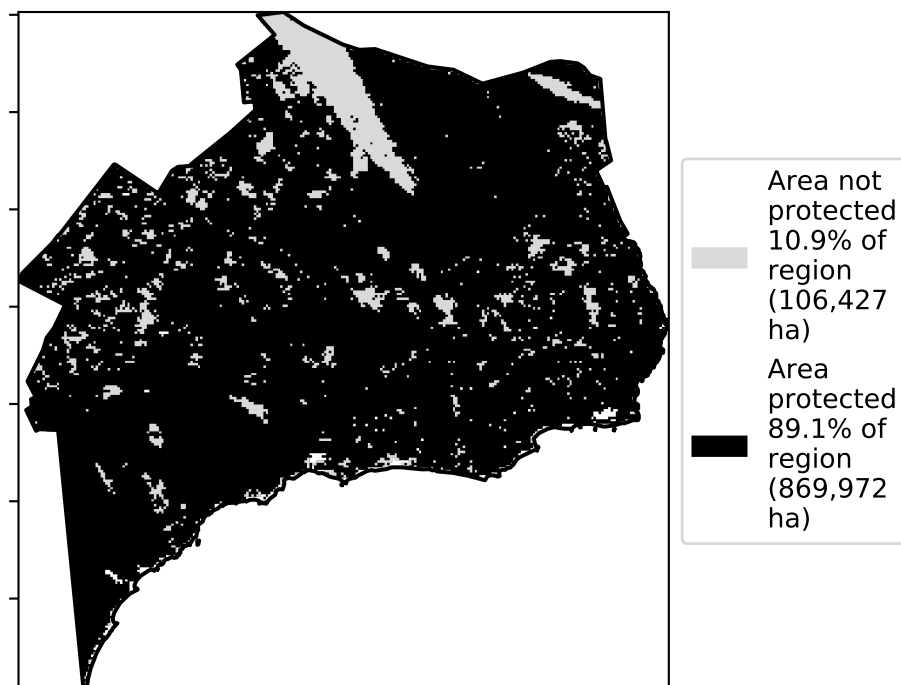 Area not
protected
10.9% of
region
(106,427
ha)
Area
protected
89.1% of
region
(869,972
ha)